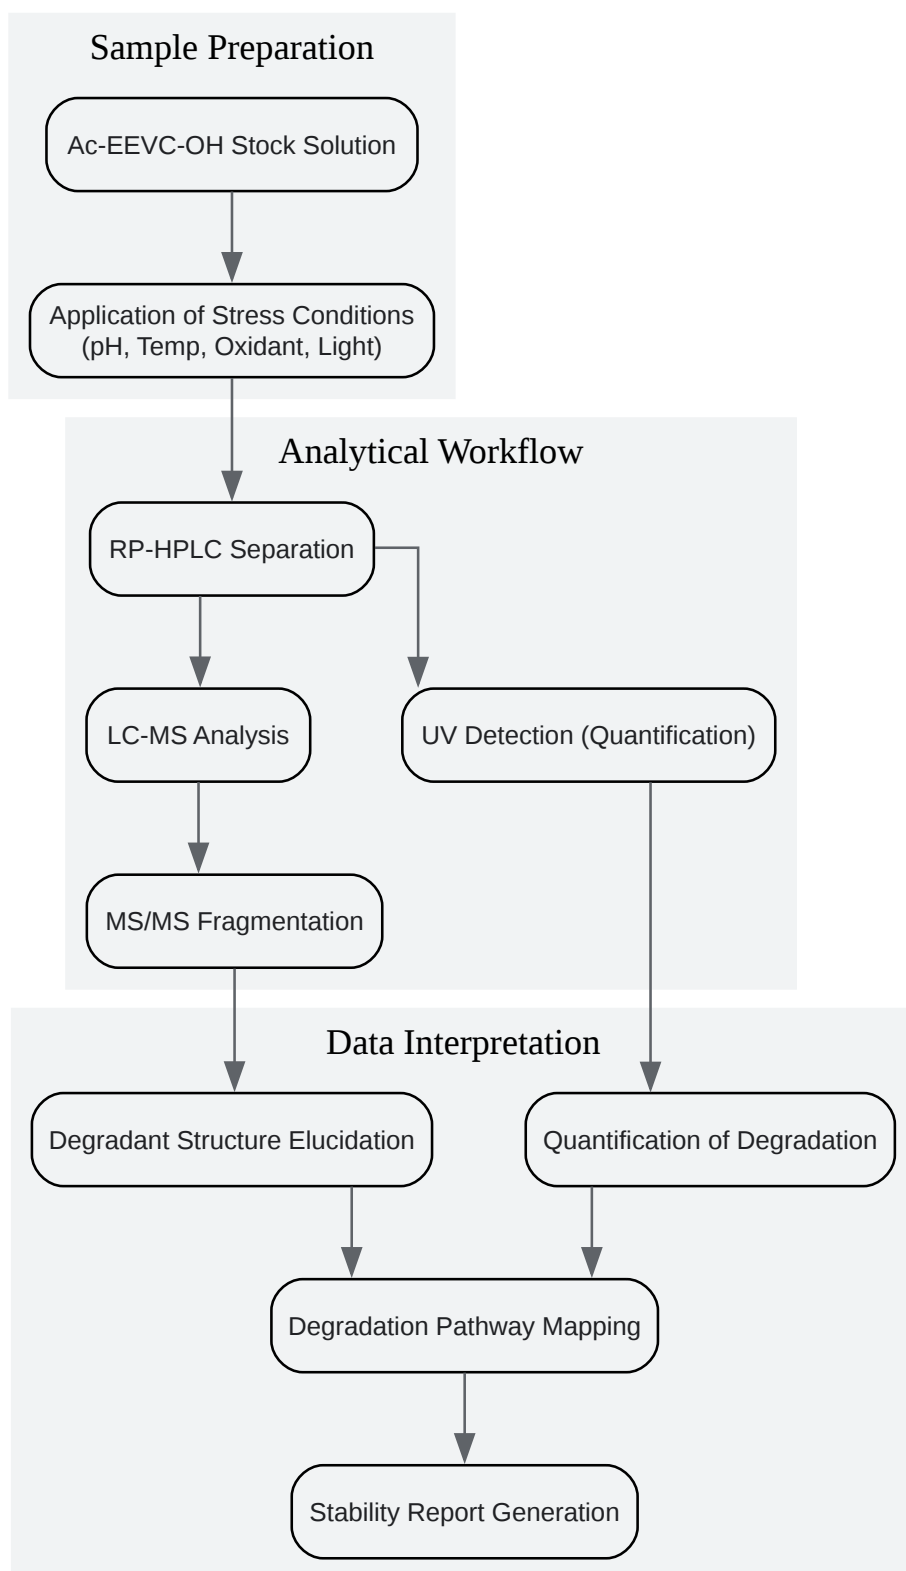 Sample Preparation
Ac-EEVC-OH Stock Solution
Application of Stress Conditions
(pH, Temp, Oxidant, Light)
Analytical Workflow
RP-HPLC Separation
LC-MS Analysis
UV Detection (Quantification)
MS/MS Fragmentation
Data Interpretation
Degradant Structure Elucidation
Quantification of Degradation
Degradation Pathway Mapping
Stability Report Generation